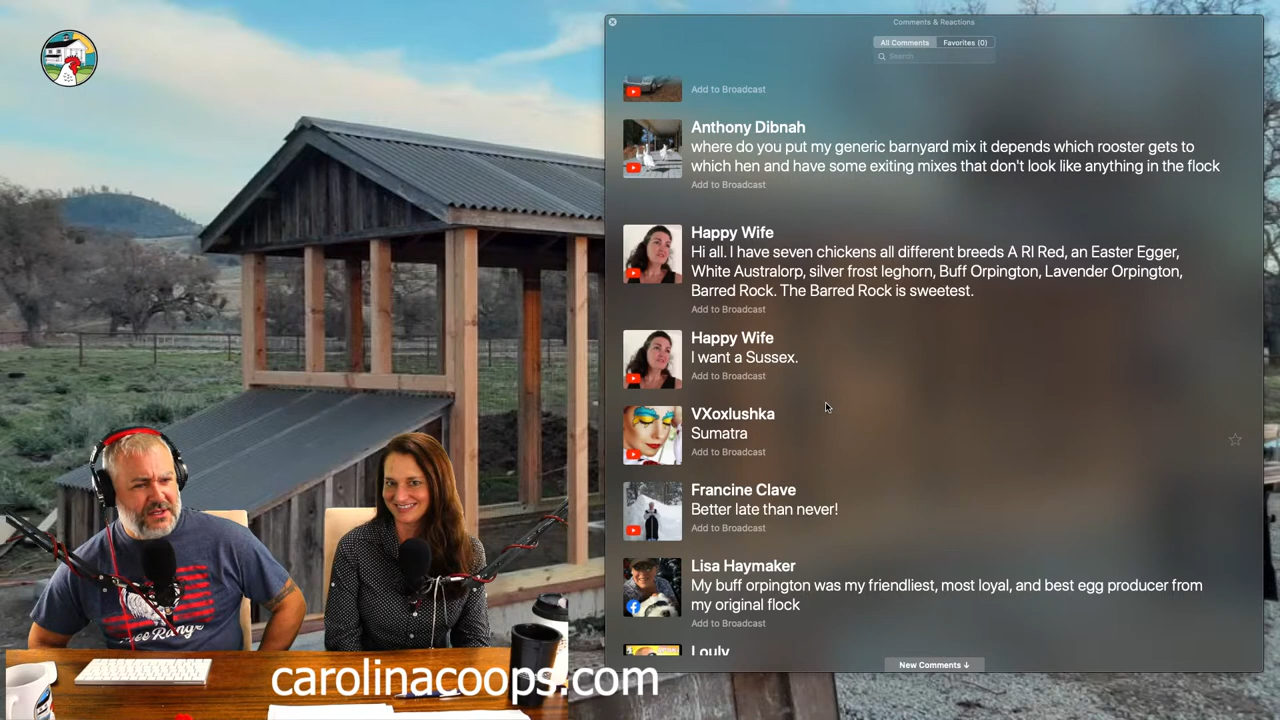 Comments & Reactions
All Comments
Favorites (0)
Search
Add to Broadcast
Anthony Dibnah
where do you put my generic barnyard mix it depends which rooster gets to
which hen and have some exiting mixes that don't look like anything in the flock
Add to Broadcast
Happy Wife
Hi all. I have seven chickens all different breeds A RI Red, an Easter Egger,
White Australorp, silver frost leghorn, Buff Orpington, Lavender Orpington,
Barred Rock. The Barred Rock is sweetest.
Add to Broadcast
Happy Wife
I want a Sussex.
Add to Broadcast
VXoxlushka
Sumatra
Add to Broadcast
Francine Clave
Better late than never!
Add to Broadcast
Lisa Haymaker
My buff orpington was my friendliest, most loyal, and best egg producer from
my original flock
Add to Broadcast
Louly
New Comments ↓
Free Range
carolinacoops.com